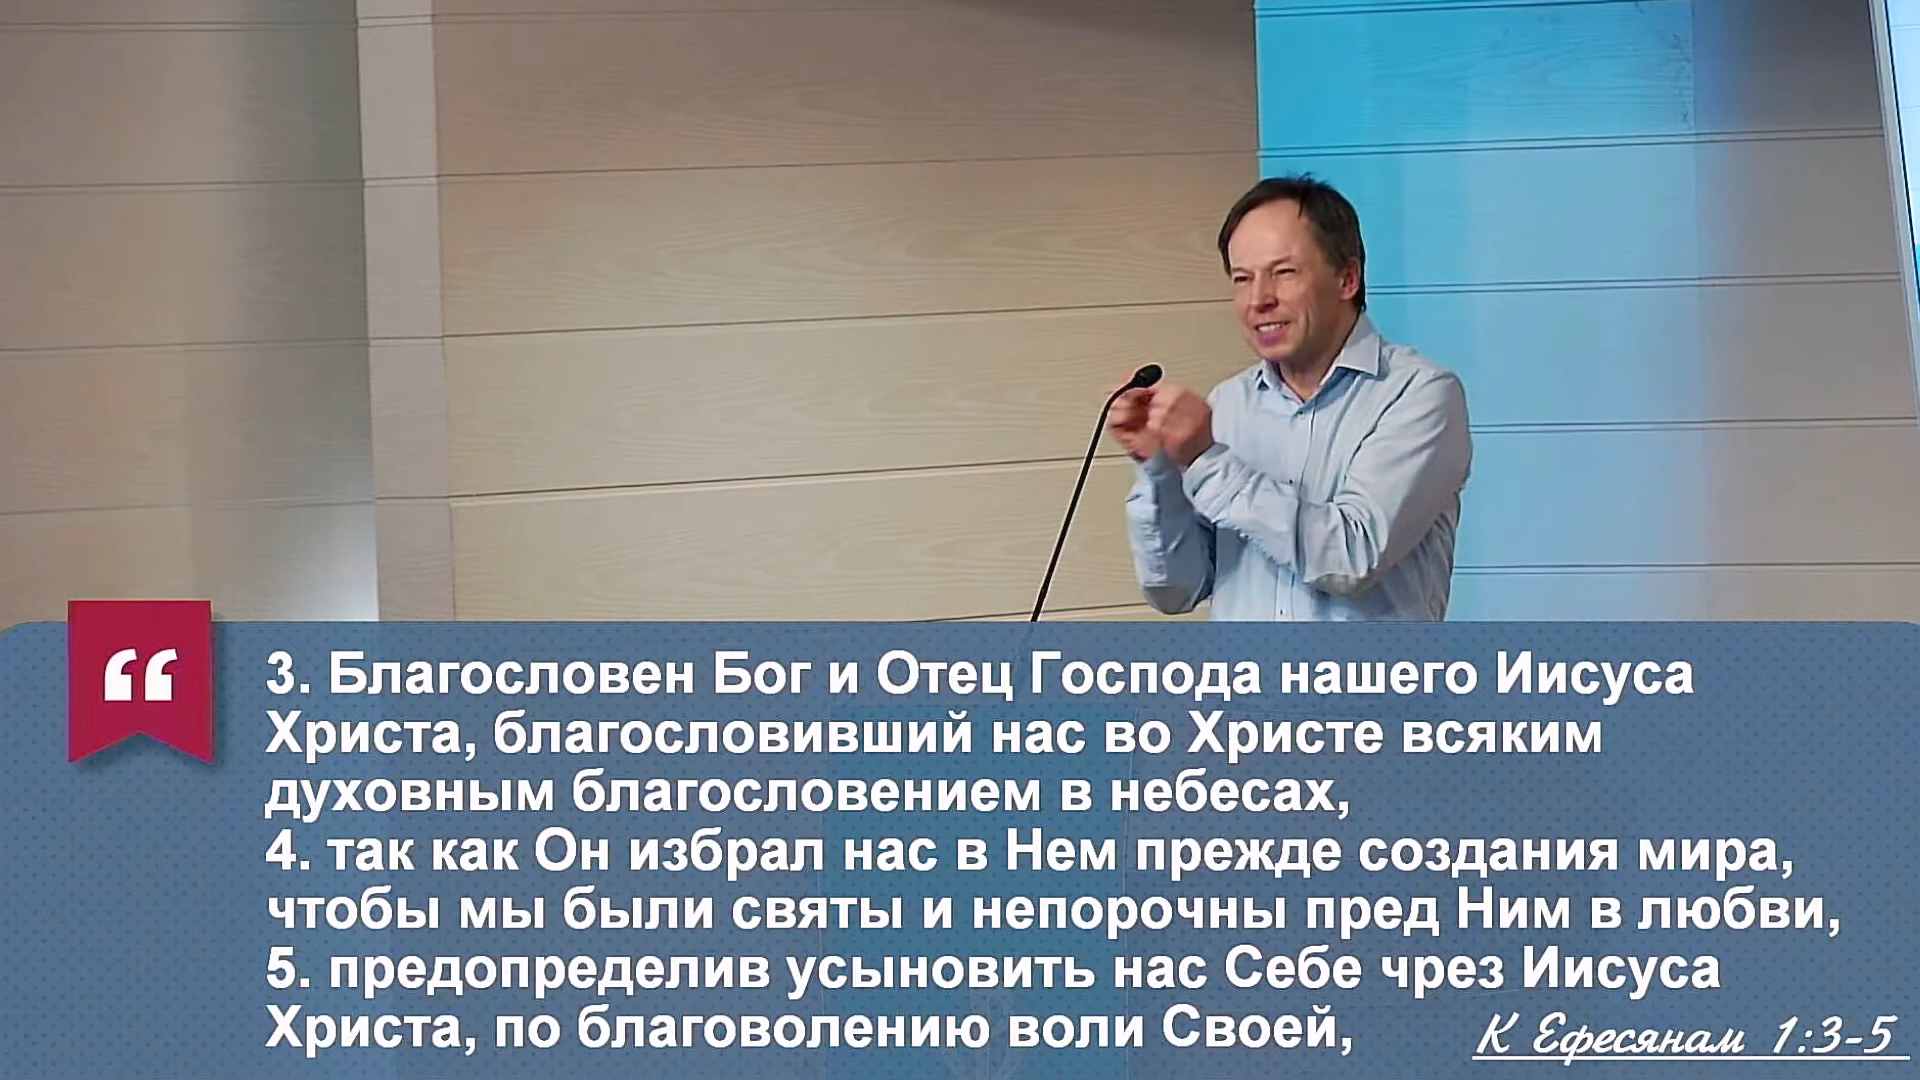 3. Благословен Бог и Отец Господа нашего Иисуса
Христа, благословивший нас во Христе всяким
духовным благословением в небесах,
4. так как Он избрал нас в Нем прежде создания мира,
чтобы мы были святы и непорочны пред Ним в любви,
5. предопределив усыновить нас Себе чрез Иисуса
Христа, по благоволению воли Своей,
К Ефесянам 1:3-5